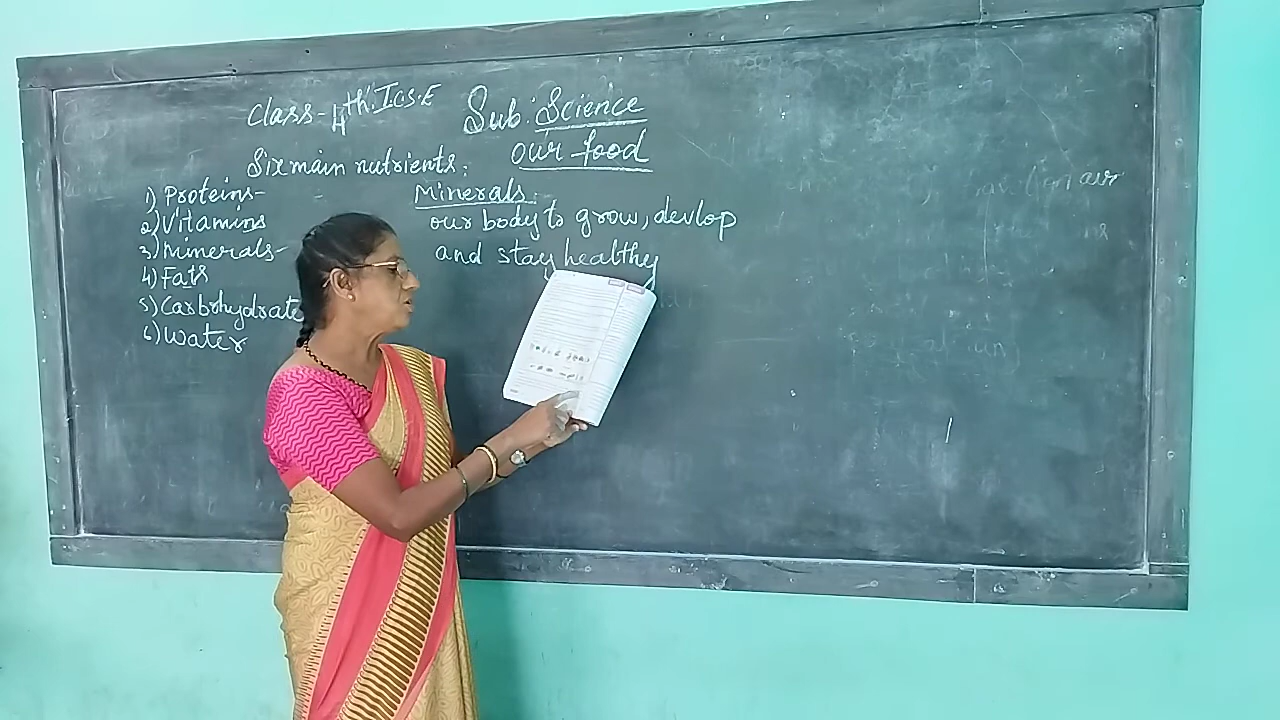 Class-4th. I.C.S.E
Sub: Science
our food
Six main nutrients:
1) Proteins-
2) Vitamins
3) Minerals-
4) Fats
5) Carbohydrate
6) Water
Minerals:
our body to grow, devlop
and stay healthy